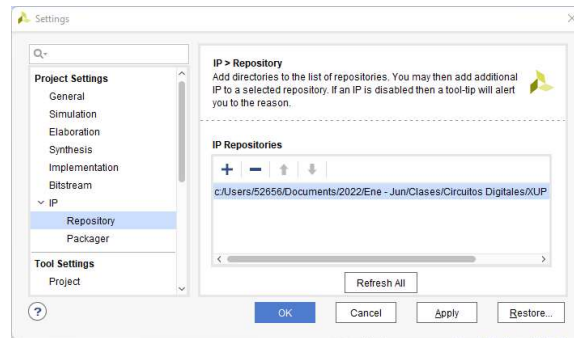 Settings
Project Settings
General
Simulation
Elaboration
Synthesis
Implementation
Bitstream
IP
Repository
Packager
Tool Settings
Project
IP > Repository
Add directories to the list of repositories. You may then add additional
IP to a selected repository. If an IP is disabled then a tool-tip will alert
you to the reason.
IP Repositories
c:/Users/52656/Documents/2022/Ene - Jun/Clases/Circuitos Digitales/XUP
Refresh All
?
OK
Cancel
Apply
Restore...